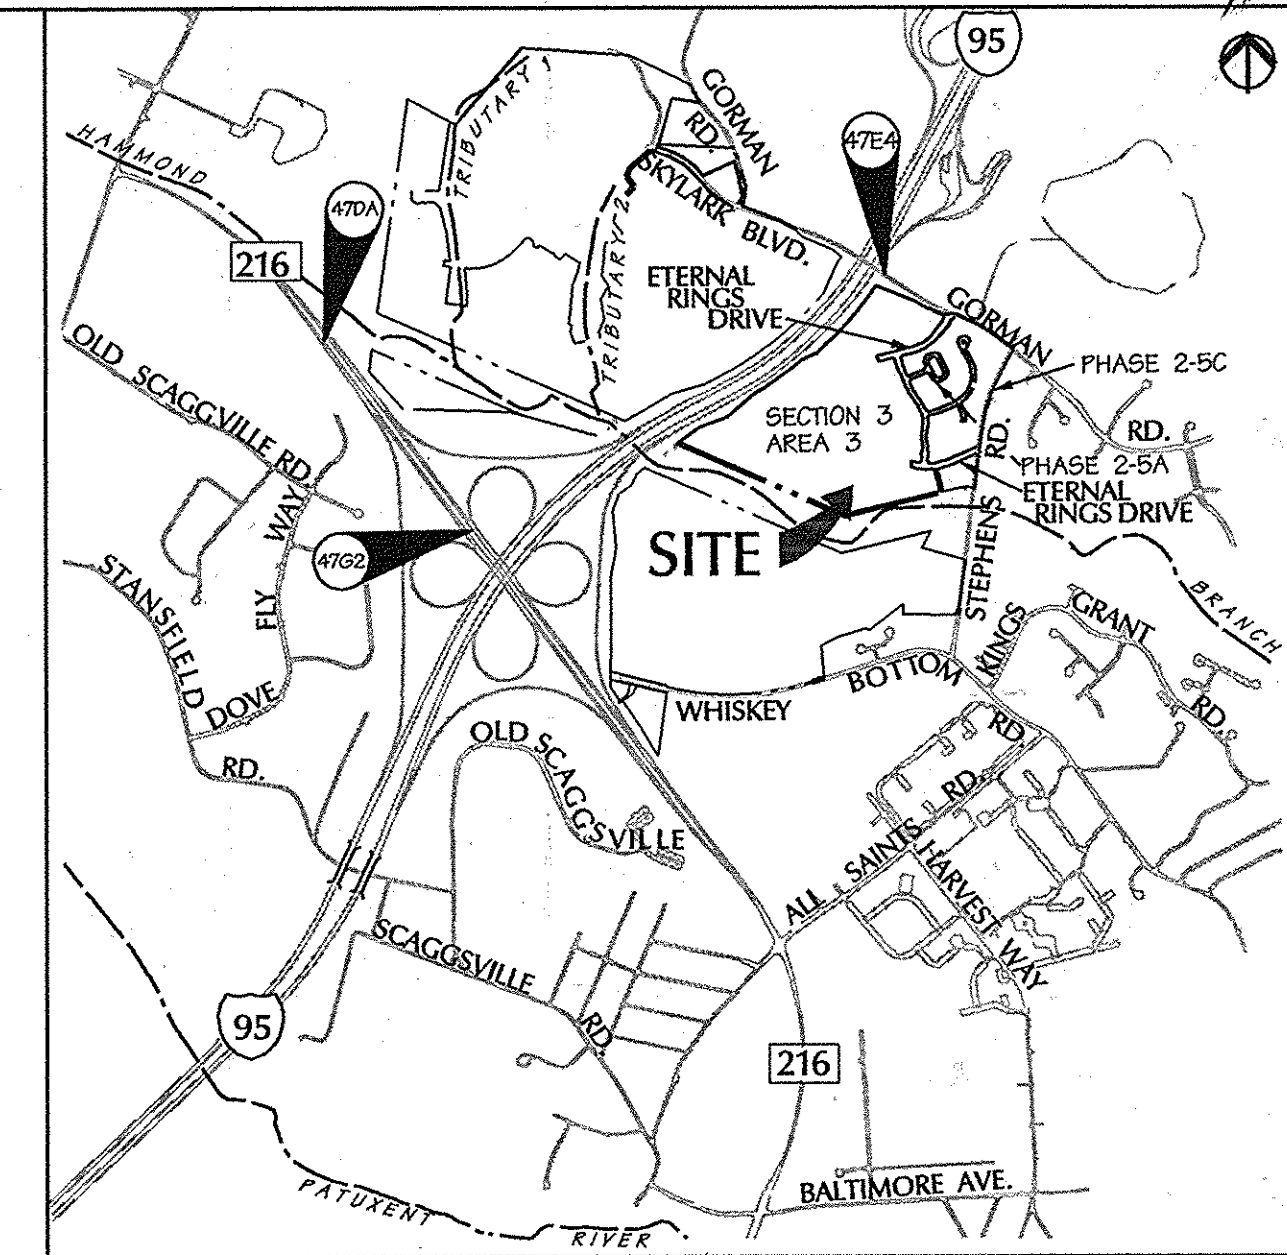 95
GORMAN
RD.
TRIBUTARY 1
47E4
HAMMOND
SKYLARK BLVD.
47DA
TRIBUTARY 2
216
ETERNAL
RINGS
DRIVE
GORMAN
RD.
OLD SCAGGVILLE RD.
PHASE 2-5C
SECTION 3
AREA 3
RD.
PHASE 2-5A
ETERNAL
RINGS DRIVE
FLY WAY
SITE
47G2
STEPHENS
STANSFIELD
BRANCH
KINGS
GRANT
RD.
DOVE
BOTTOM
RD.
WHISKEY
RD.
OLD SCAGGSVILLE
RD.
ALL SAINTS
HARVEST WAY
SCAGGSVILLE
RD.
95
216
PATUXENT
RIVER
BALTIMORE AVE.